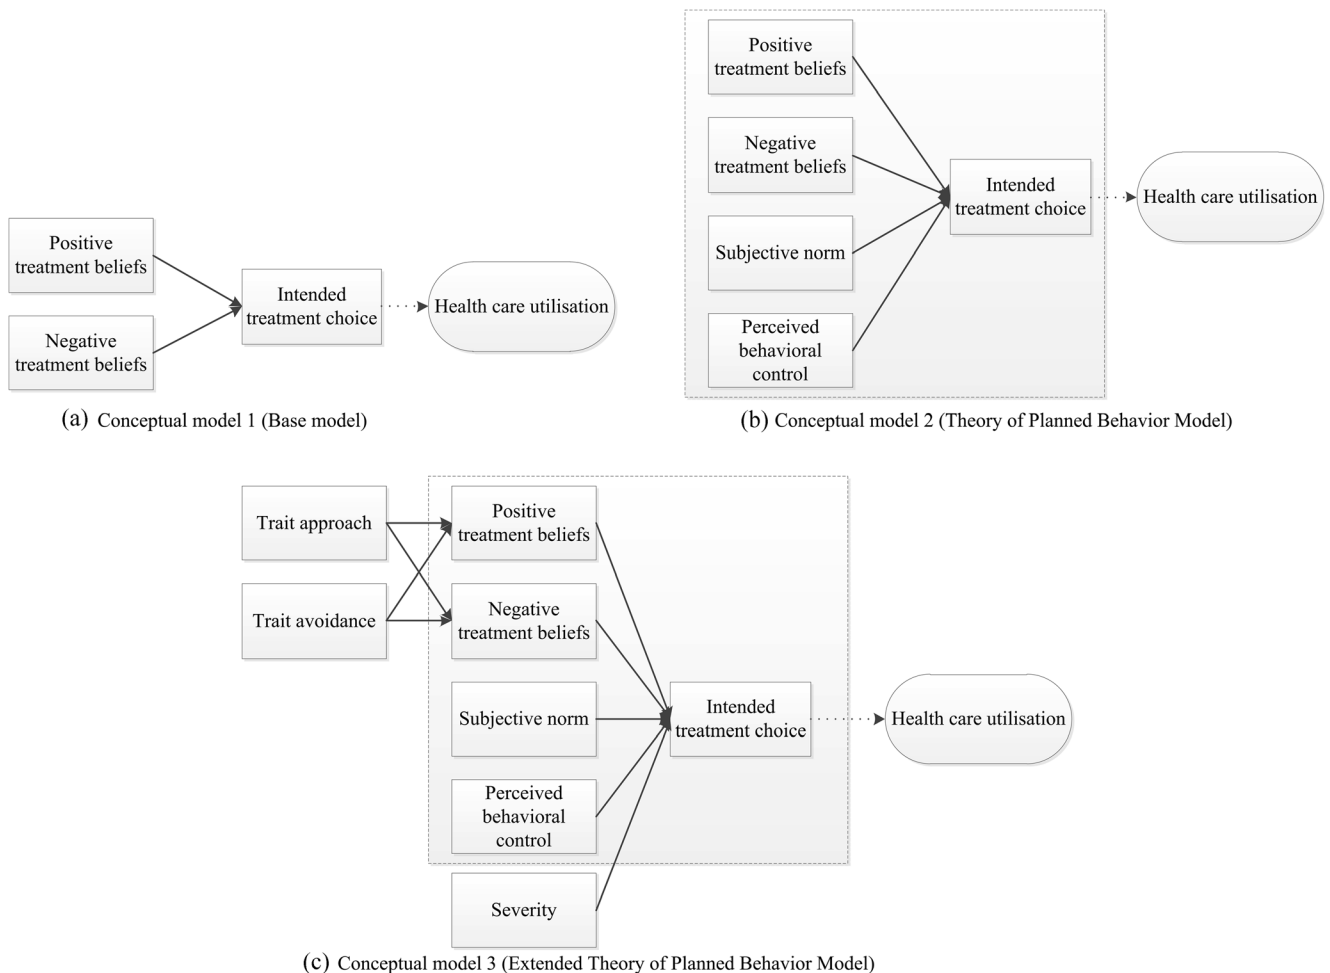 Positive
treatment beliefs
Negative
treatment beliefs
Intended
treatment choice
Health care utilisation
(a) Conceptual model 1 (Base model)
Positive
treatment beliefs
Negative
treatment beliefs
Subjective norm
Perceived
behavioral
control
Intended
treatment choice
Health care utilisation
(b) Conceptual model 2 (Theory of Planned Behavior Model)
Trait approach
Trait avoidance
Positive
treatment beliefs
Negative
treatment beliefs
Subjective norm
Perceived
behavioral
control
Severity
Intended
treatment choice
Health care utilisation
(c) Conceptual model 3 (Extended Theory of Planned Behavior Model)